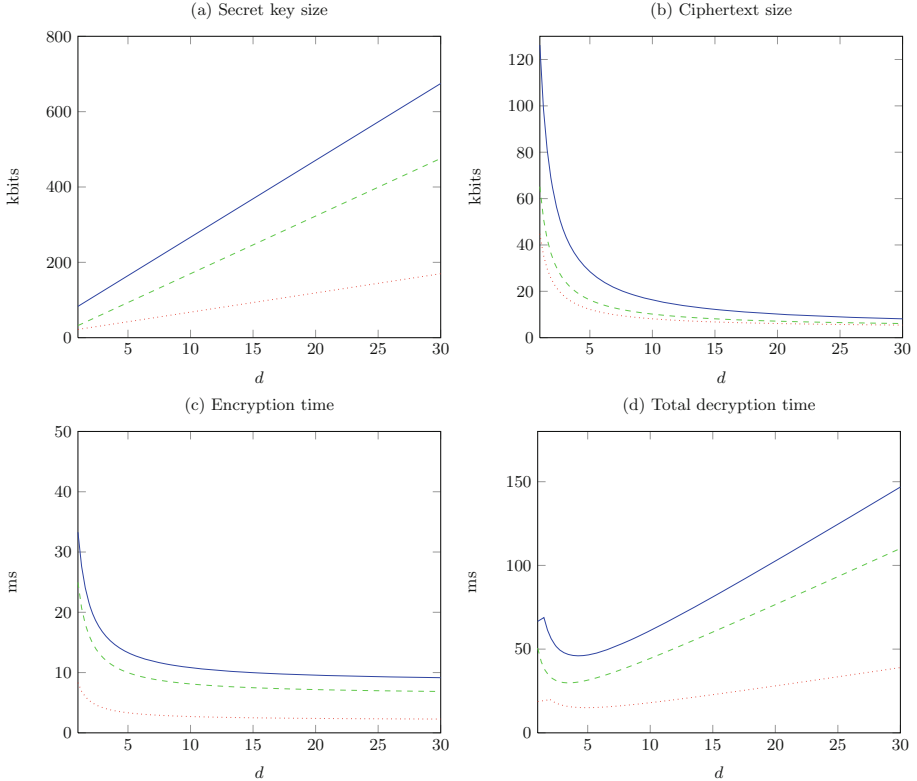 (a) Secret key size
800
600
400
200
0
kbits
5 10 15 20 25 30
d
(b) Ciphertext size
120
100
80
60
40
20
0
kbits
5 10 15 20 25 30
d
(c) Encryption time
50
40
30
20
10
0
ms
5 10 15 20 25 30
d
(d) Total decryption time
150
100
50
0
ms
5 10 15 20 25 30
d